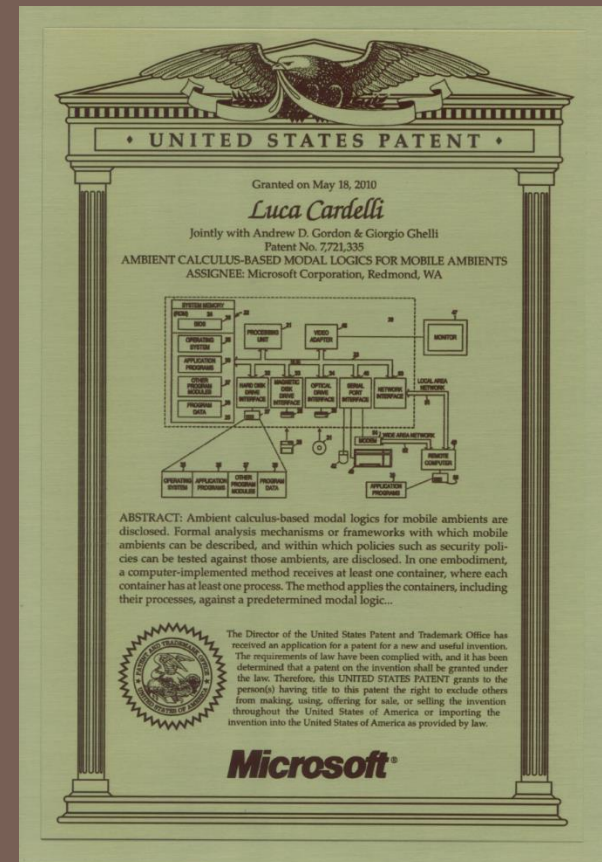 • UNITED STATES PATENT •
Granted on May 18, 2010
Luca Cardelli
Jointly with Andrew D. Gordon & Giorgio Ghelli
Patent No. 7,721,335
AMBIENT CALCULUS-BASED MODAL LOGICS FOR MOBILE AMBIENTS
ASSIGNEE: Microsoft Corporation, Redmond, WA
SYSTEM MEMORY
BIOS
OPERATING
SYSTEM
APPLICATION
PROGRAMS
OTHER
PROGRAM
MODULES
PROGRAM
DATA
PROCESSING
UNIT
VIDEO
ADAPTER
MONITOR
HARD DISK
DRIVE
INTERFACE
MAGNETIC
DISK
DRIVE
INTERFACE
OPTICAL
DRIVE
INTERFACE
SERIAL
PORT
INTERFACE
NETWORK
INTERFACE
LOCAL AREA
NETWORK
MODEM
WIDE AREA NETWORK
REMOTE
COMPUTER
OPERATING
SYSTEM
APPLICATION
PROGRAMS
OTHER
PROGRAM
MODULES
PROGRAM
DATA
APPLICATION
PROGRAMS
ABSTRACT: Ambient calculus-based modal logics for mobile ambients are
disclosed. Formal analysis mechanisms or frameworks with which mobile
ambients can be described, and within which policies such as security poli-
cies can be tested against those ambients, are disclosed. In one embodiment,
a computer-implemented method receives at least one container, where each
container has at least one process. The method applies the containers, including
their processes, against a predetermined modal logic...
PATENT AND TRADEMARK OFFICE
The Director of the United States Patent and Trademark Office has
received an application for a patent for a new and useful invention.
The requirements of law have been complied with, and it has been
determined that a patent on the invention shall be granted under
the law. Therefore, this UNITED STATES PATENT grants to the
person(s) having title to this patent the right to exclude others
from making, using, offering for sale, or selling the invention
throughout the United States of America or importing the
invention into the United States of America as provided by law.
Microsoft®